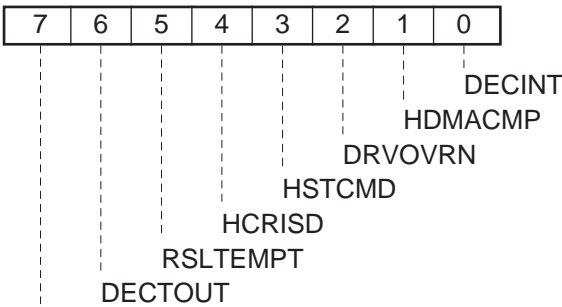 7 6 5 4 3 2 1 0
DECINT
HDMACMP
DRVOVRN
HSTCMD
HCRISD
RSLTEMPT
DECTOUT